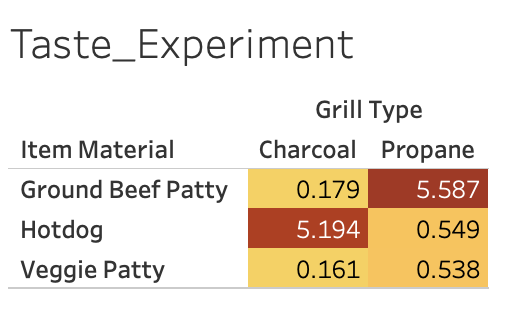 Taste_Experiment
Grill Type
Item Material Charcoal Propane
Ground Beef Patty 0.179 5.587
Hotdog 5.194 0.549
Veggie Patty 0.161 0.538